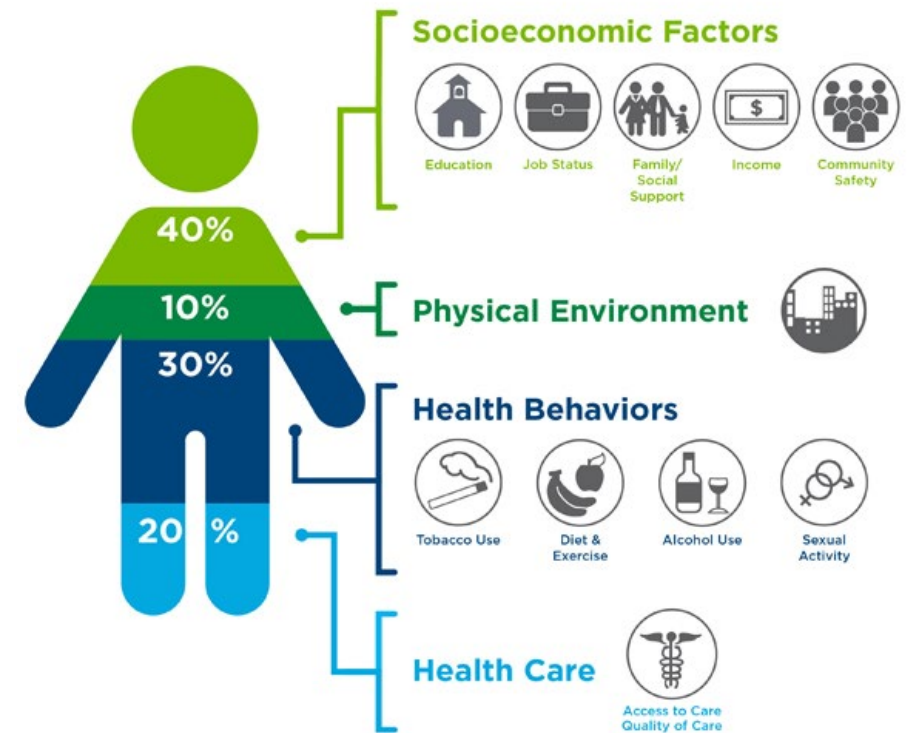 Socioeconomic Factors
$
Education
Job Status
Family/
Social
Support
Income
Community
Safety
40%
10%
Physical Environment
30%
Health Behaviors
Tobacco Use
Diet &
Exercise
Alcohol Use
Sexual
Activity
20 %
Health Care
Access to Care
Quality of Care